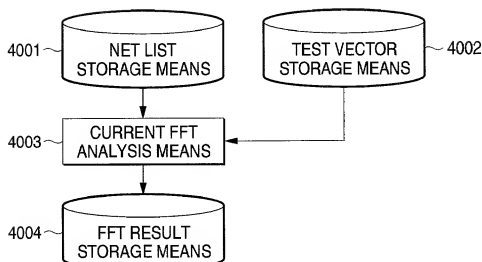 4001
NET LIST
STORAGE MEANS
TEST VECTOR
STORAGE MEANS
4002
4003
CURRENT FFT
ANALYSIS MEANS
4004
FFT RESULT
STORAGE MEANS